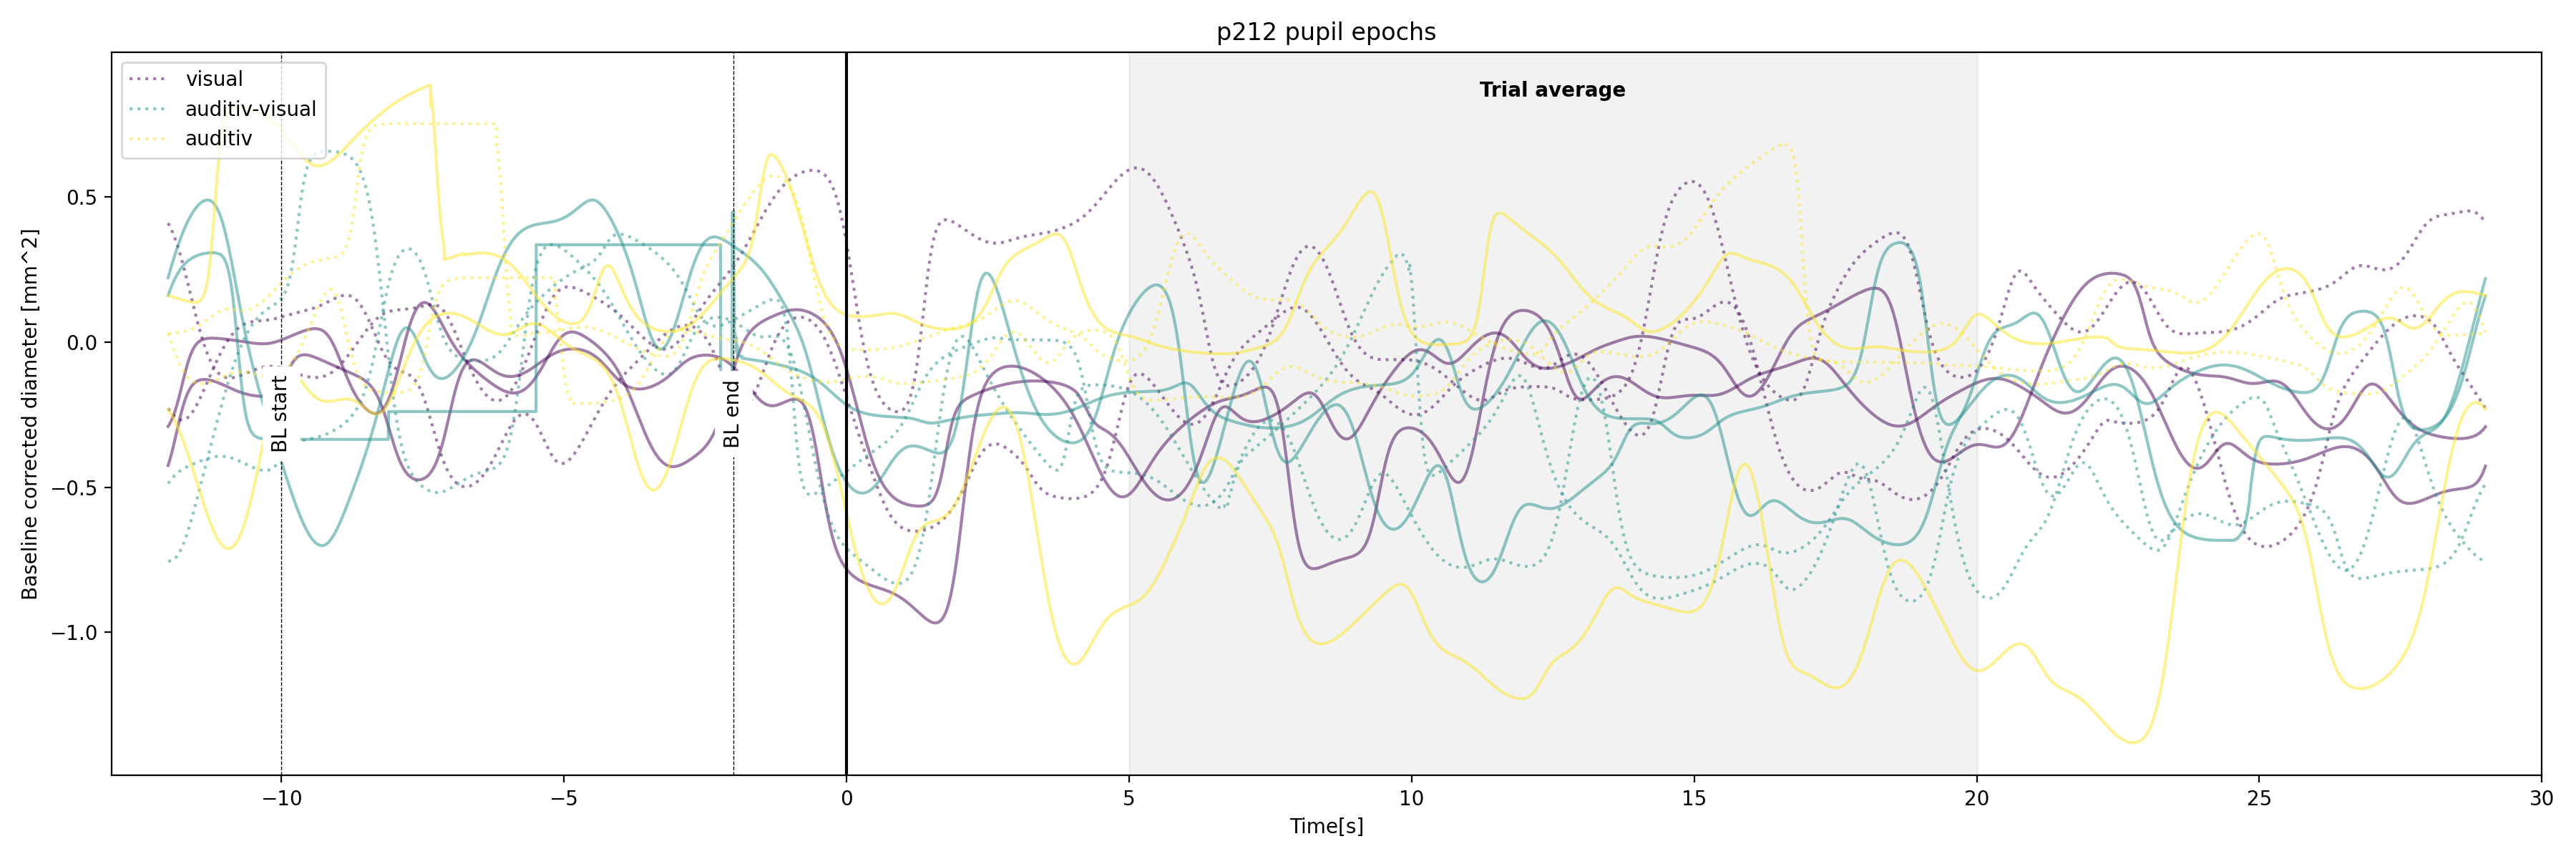 p212 pupil epochs
visual
auditiv-visual
auditiv
Trial average
BL start
BL end
Baseline corrected diameter [mm^2]
0.5
0.0
−0.5
−1.0
−10
−5
0
5
10
15
20
25
30
Time[s]